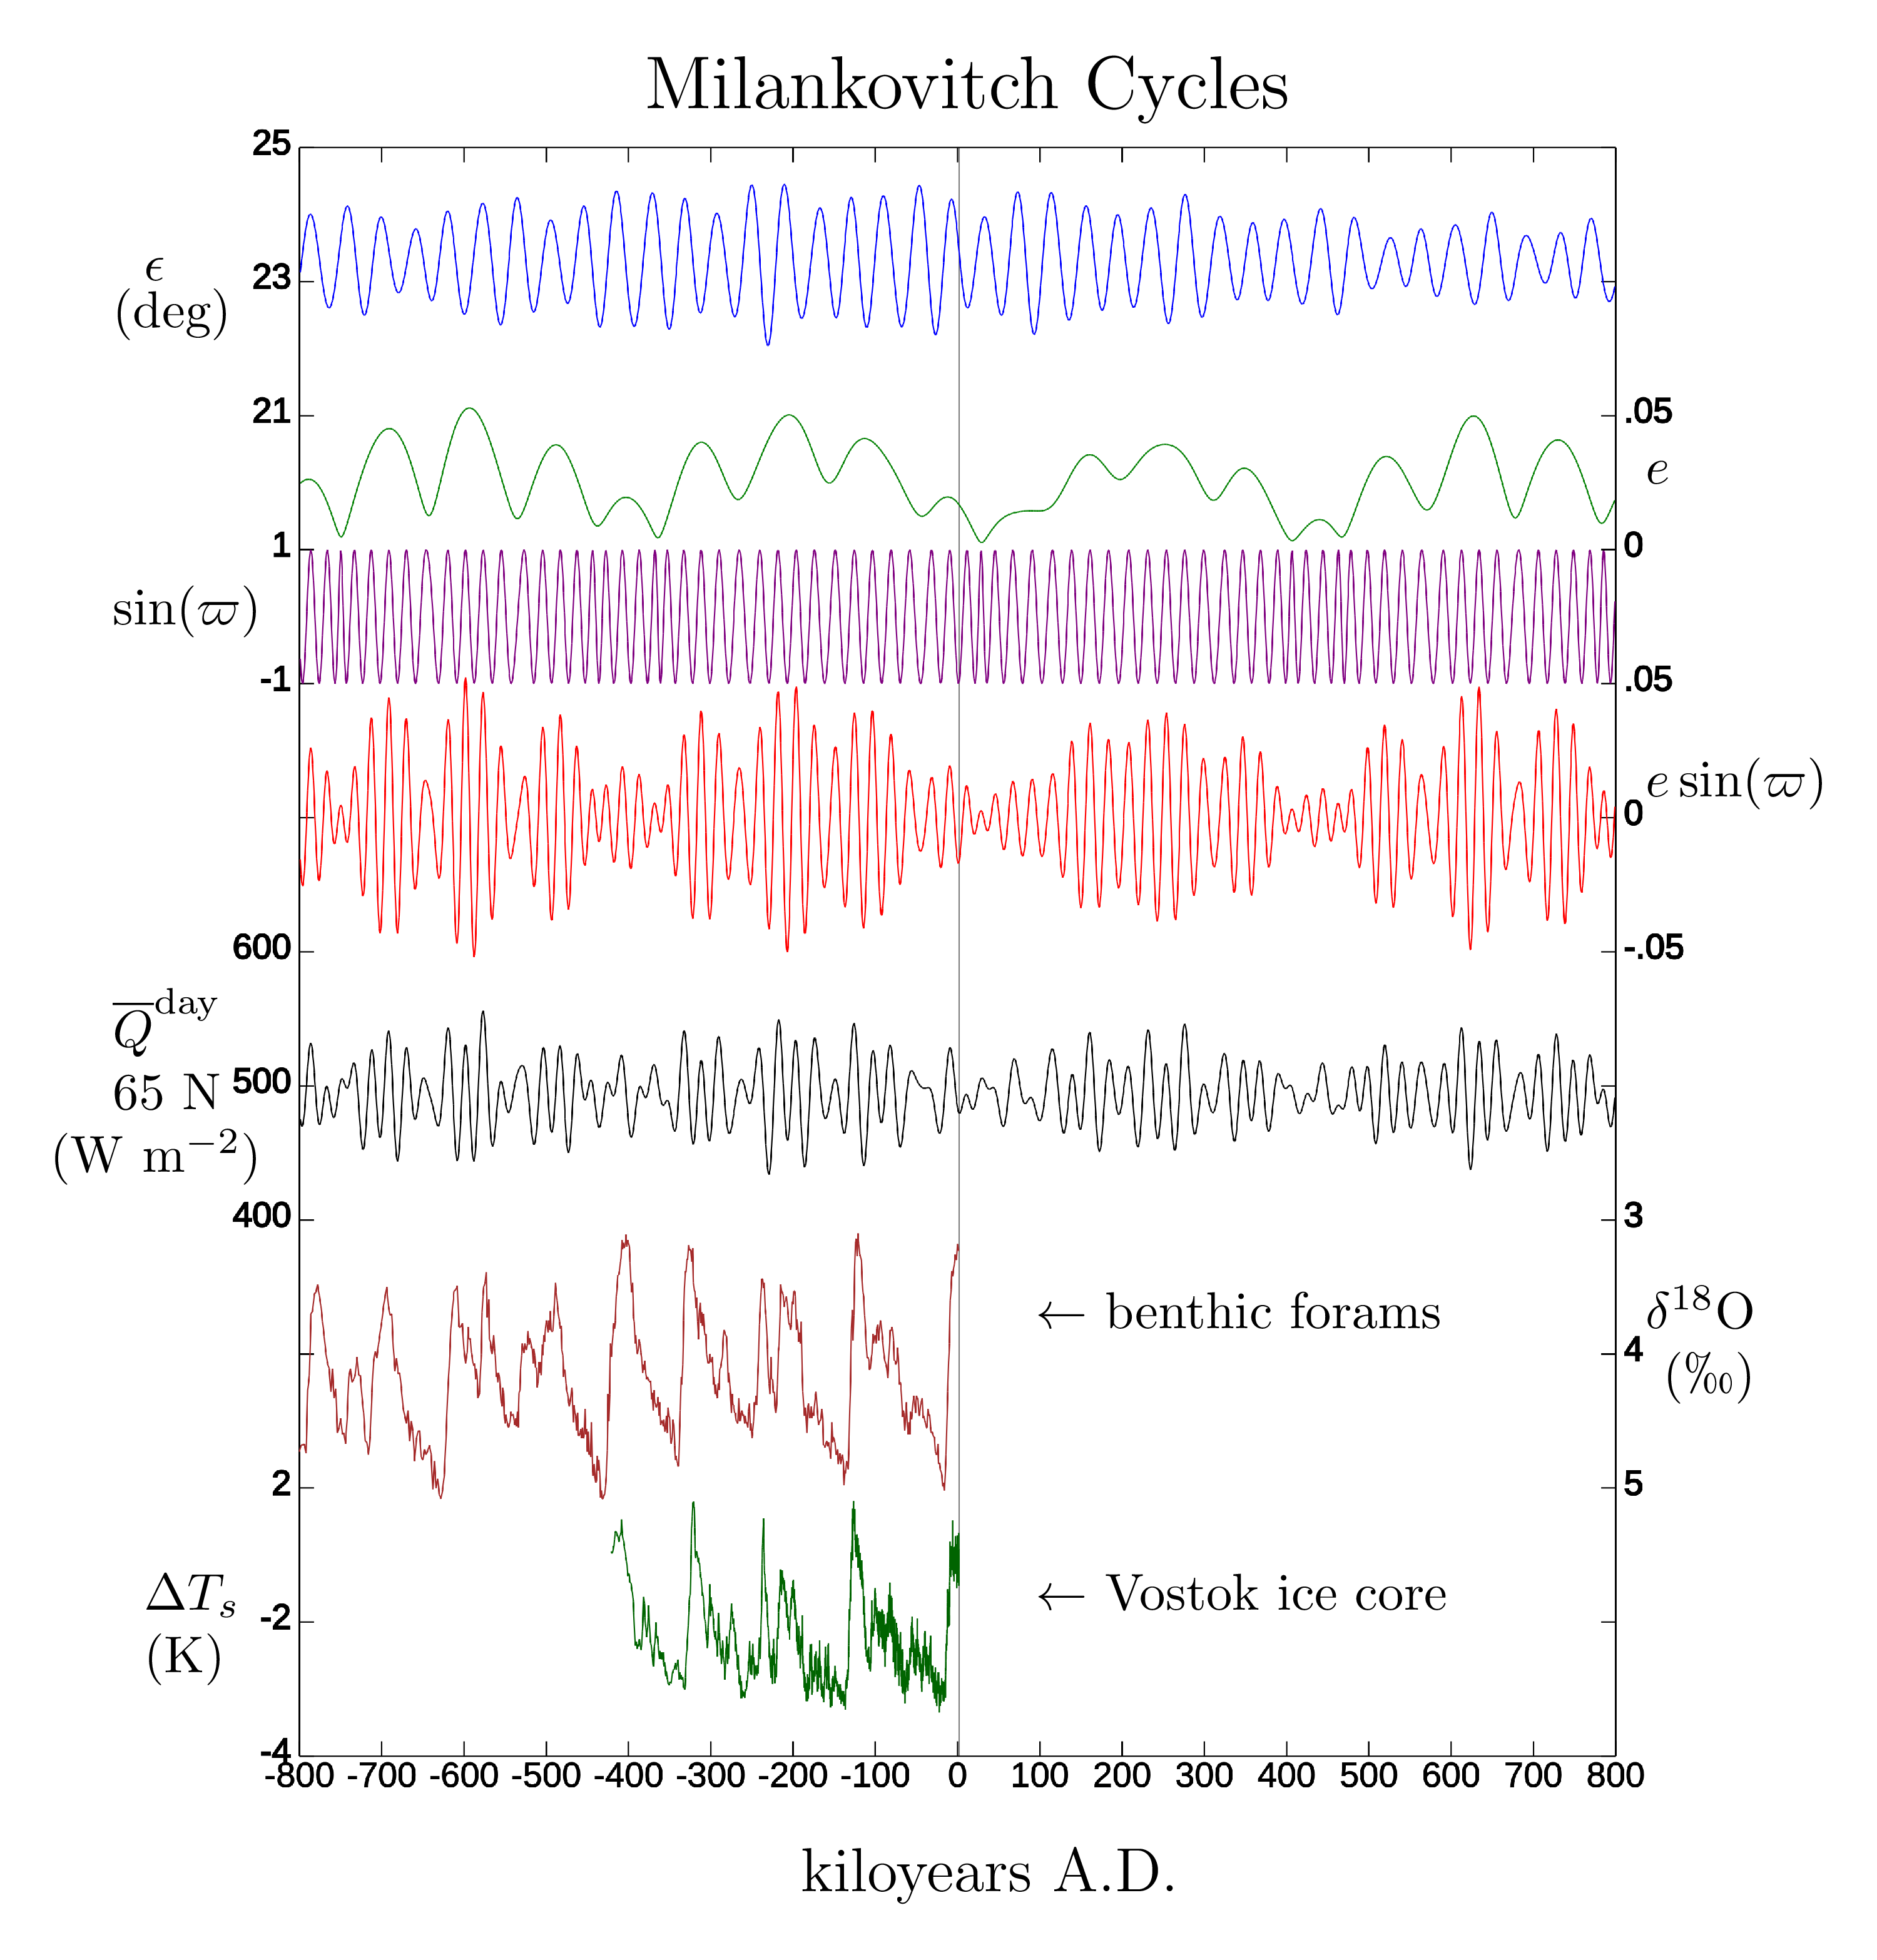 Milankovitch Cycles
25
ϵ
(deg)
23
21
.05
e
1
0
sin(ϖ)
-1
.05
e sin(ϖ)
0
600
-.05
Q̅ᵈᵃʸ
65 N
500
(W m⁻²)
400
3
← benthic forams
δ¹⁸O
4
(‰)
2
5
ΔTₛ
← Vostok ice core
-2
(K)
-4
-800 -700 -600 -500 -400 -300 -200 -100 0 100 200 300 400 500 600 700 800
kiloyears A.D.